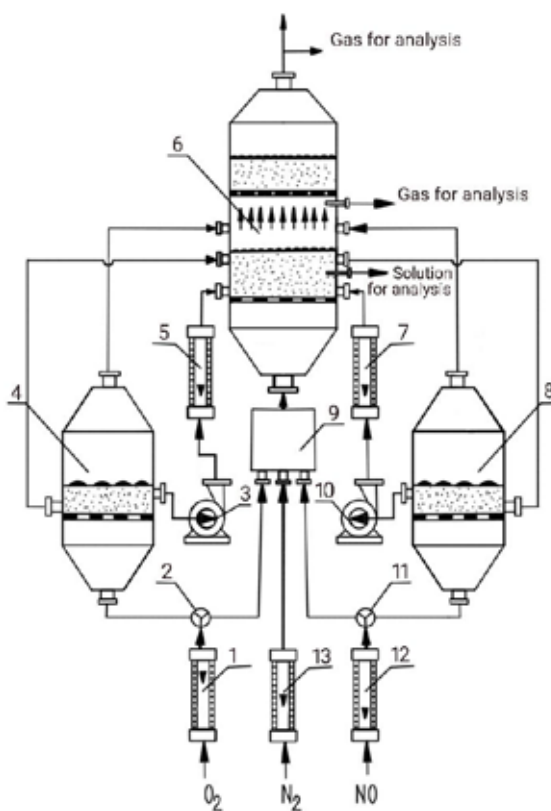 Gas for analysis
6
Gas for analysis
Solution
for analysis
5
7
4
8
9
3
10
2
11
1
13
12
O2
N2
NO